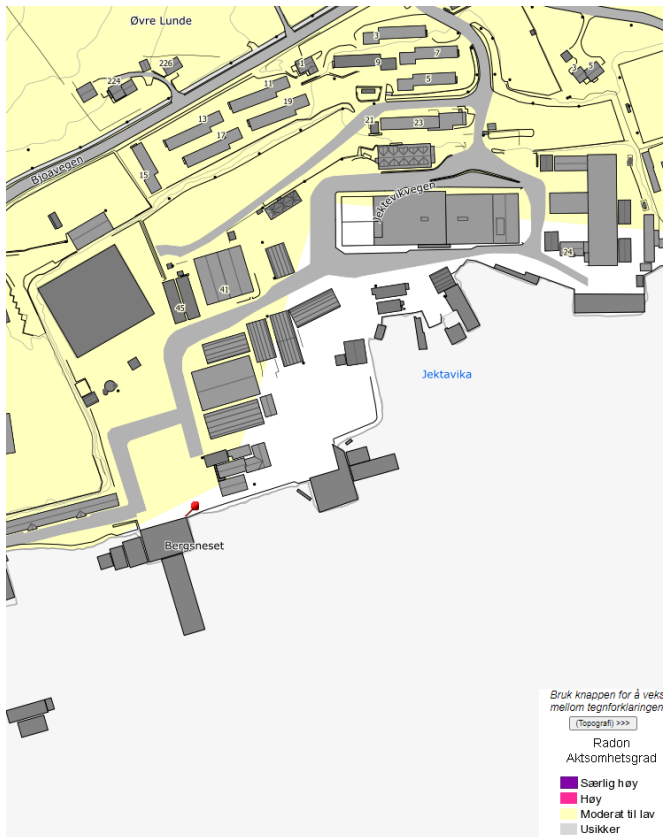 Øvre Lunde
226
224
1
3
9
7
5
11
19
13
17
15
21
23
3
5
Bjoavegen
Jektevikvegen
24
41
45
Jektavika
Bergsneset
Bruk knappen for å veks
mellom tegnforklaringen
(Topografi) >>>
Radon
Aktsomhetsgrad
Særlig høy
Høy
Moderat til lav
Usikker